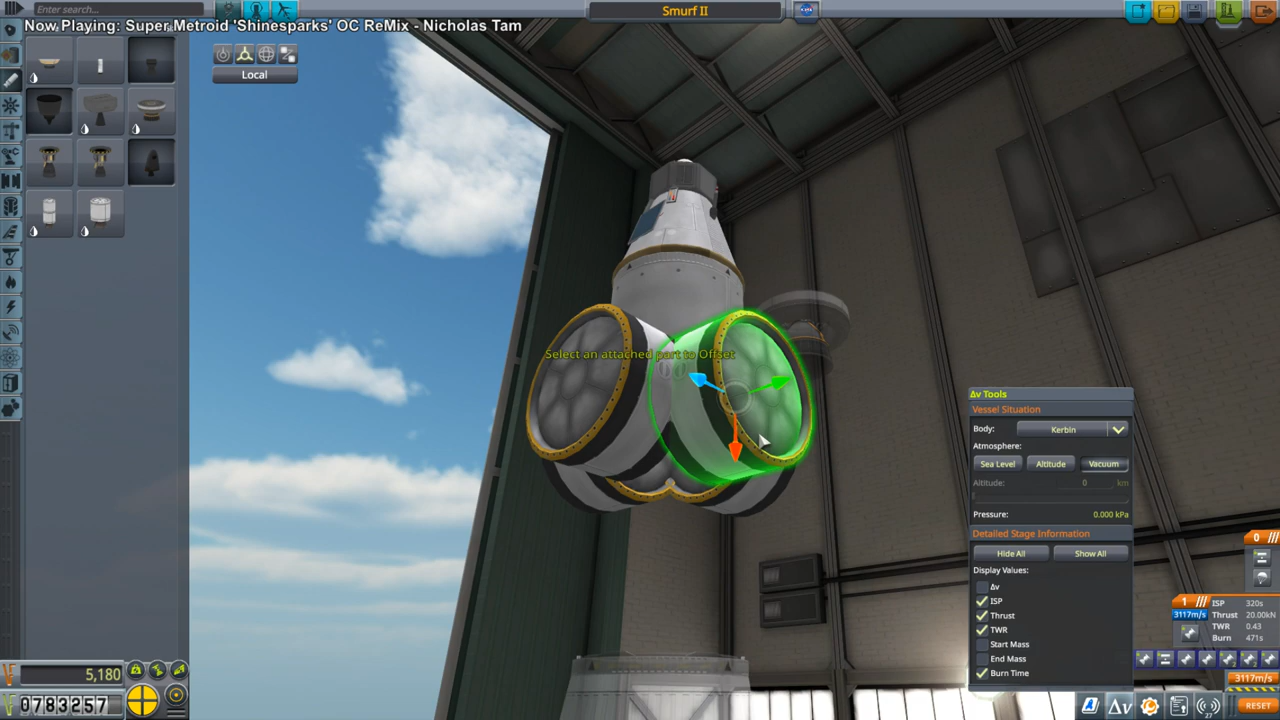 Enter search...
Smurf II
Now Playing: Super Metroid 'Shinesparks' OC ReMix - Nicholas Tam
Local
Select an attached part to Offset
Δv Tools
Vessel Situation
Body: Kerbin
Atmosphere:
Sea Level Altitude Vacuum
Altitude: 0 km
Pressure: 0.000 kPa
Detailed Stage Information
Hide All Show All
Display Values:
Δv
ISP
Thrust
TWR
Start Mass
End Mass
Burn Time
0
1
ISP 320s
3117m/s Thrust 20.00kN
TWR 0.43
Burn 471s
3117m/s
5,180
0783257
Δv
RESET